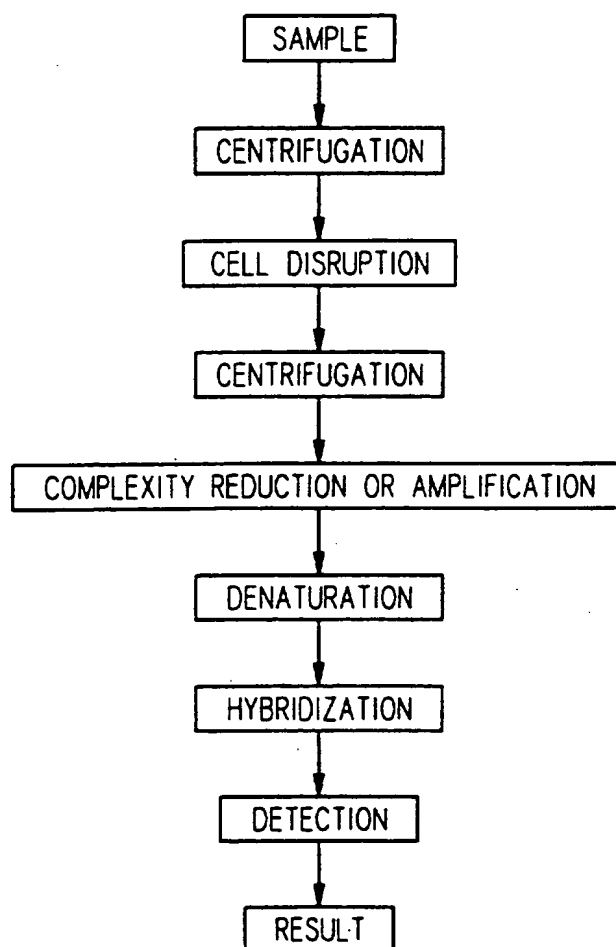 SAMPLE
CENTRIFUGATION
CELL DISRUPTION
CENTRIFUGATION
COMPLEXITY REDUCTION OR AMPLIFICATION
DENATURATION
HYBRIDIZATION
DETECTION
RESULT